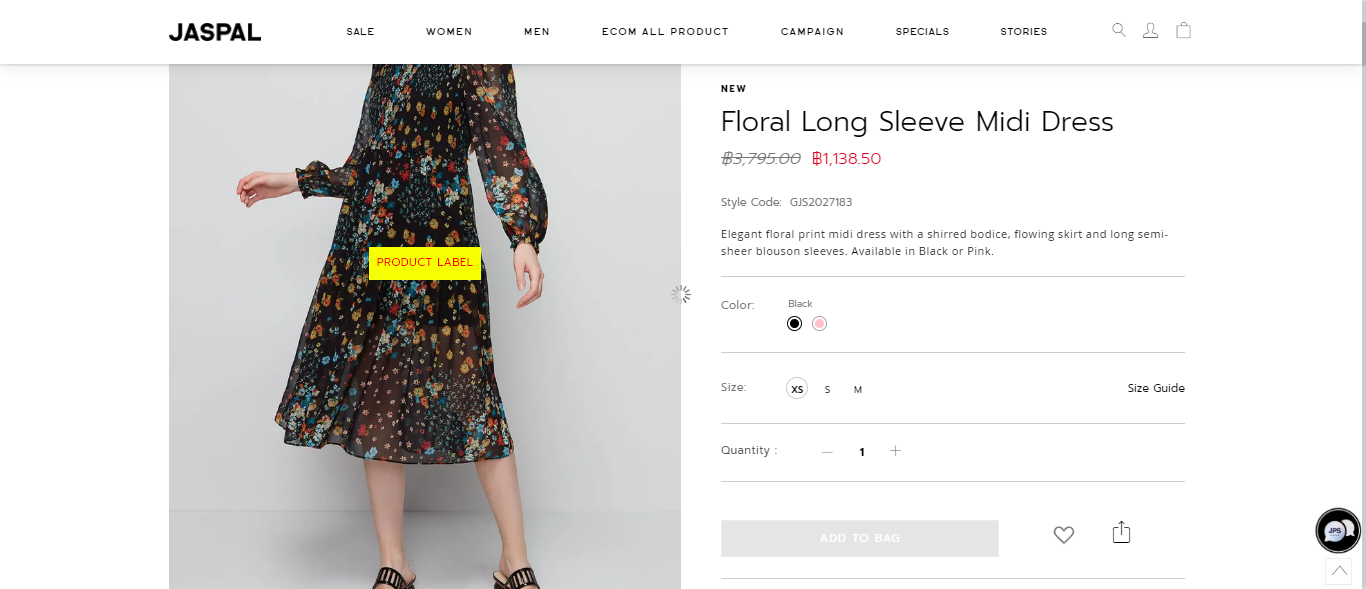 JASPAL
SALE
WOMEN
MEN
ECOM ALL PRODUCT
CAMPAIGN
SPECIALS
STORIES
PRODUCT LABEL
NEW
Floral Long Sleeve Midi Dress
฿3,795.00 ฿1,138.50
Style Code: GJS2027183
Elegant floral print midi dress with a shirred bodice, flowing skirt and long semi-
sheer blouson sleeves. Available in Black or Pink.
Color: Black
Size: XS S M Size Guide
Quantity : — 1 +
ADD TO BAG
JPS